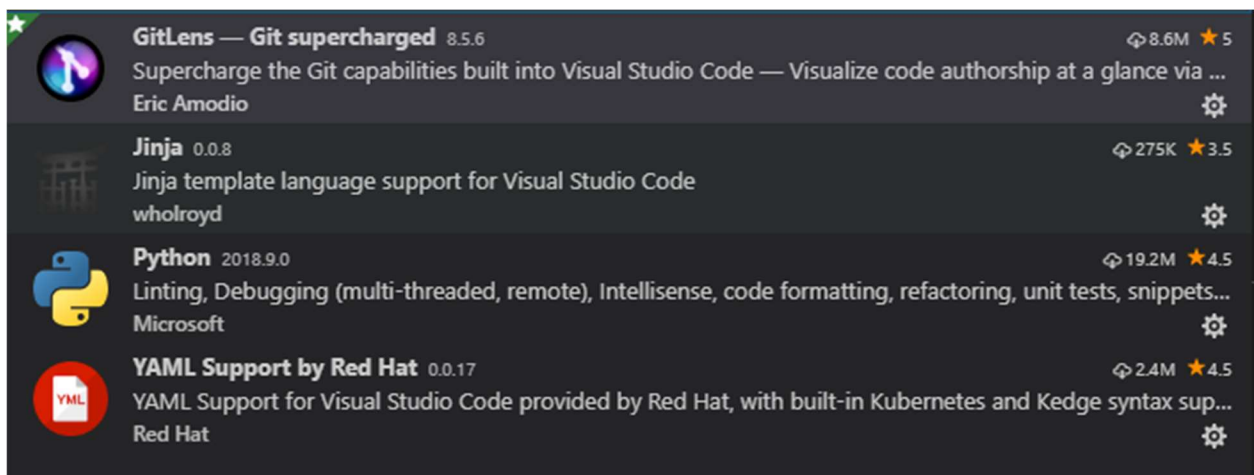 GitLens — Git supercharged 8.5.6 8.6M 5
Supercharge the Git capabilities built into Visual Studio Code — Visualize code authorship at a glance via ...
Eric Amodio
Jinja 0.0.8 275K 3.5
Jinja template language support for Visual Studio Code
wholroyd
Python 2018.9.0 19.2M 4.5
Linting, Debugging (multi-threaded, remote), Intellisense, code formatting, refactoring, unit tests, snippets...
Microsoft
YAML Support by Red Hat 0.0.17 2.4M 4.5
YML
YAML Support for Visual Studio Code provided by Red Hat, with built-in Kubernetes and Kedge syntax sup...
Red Hat